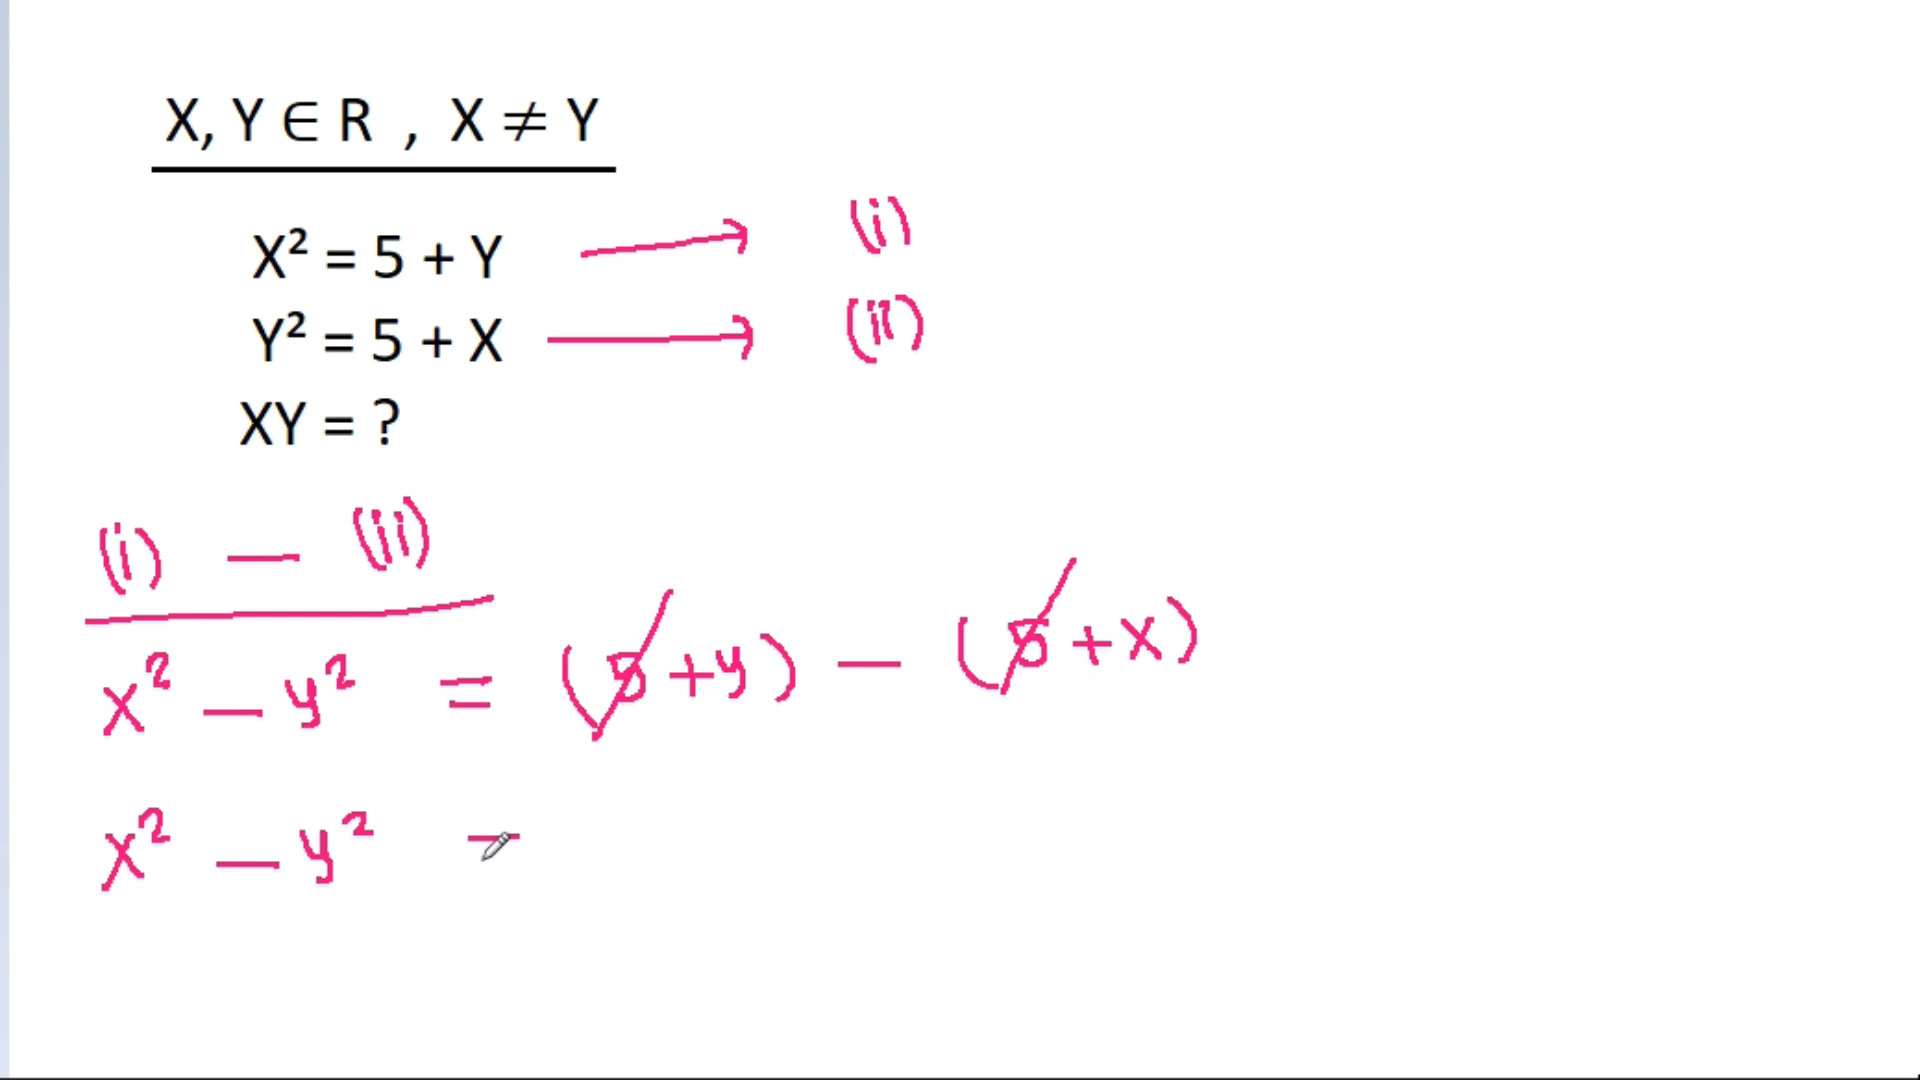 X, Y ∈ R , X ≠ Y
X² = 5 + Y → (i)
Y² = 5 + X → (ii)
XY = ?
(i) — (ii)
x² — y² = (5 + y) — (5 + x)
x² — y² —